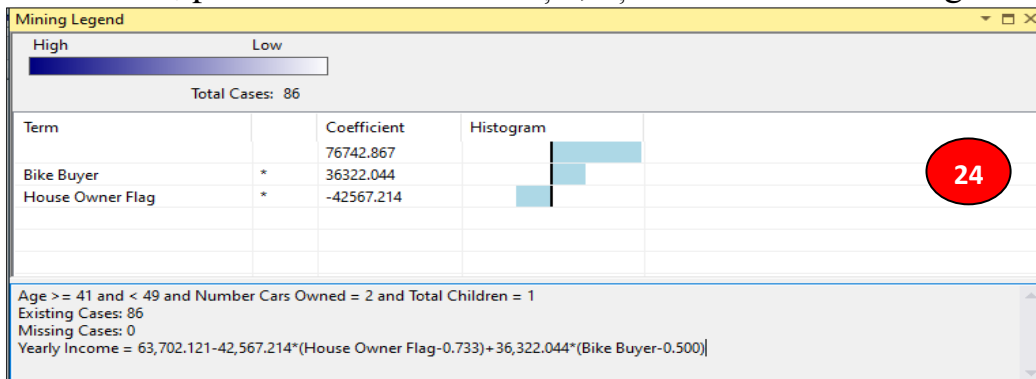 Mining Legend
High Low
Total Cases: 86
Term Coefficient Histogram
76742.867
Bike Buyer * 36322.044
House Owner Flag * -42567.214
24
Age >= 41 and < 49 and Number Cars Owned = 2 and Total Children = 1
Existing Cases: 86
Missing Cases: 0
Yearly Income = 63,702.121-42,567.214*(House Owner Flag-0.733)+36,322.044*(Bike Buyer-0.500)